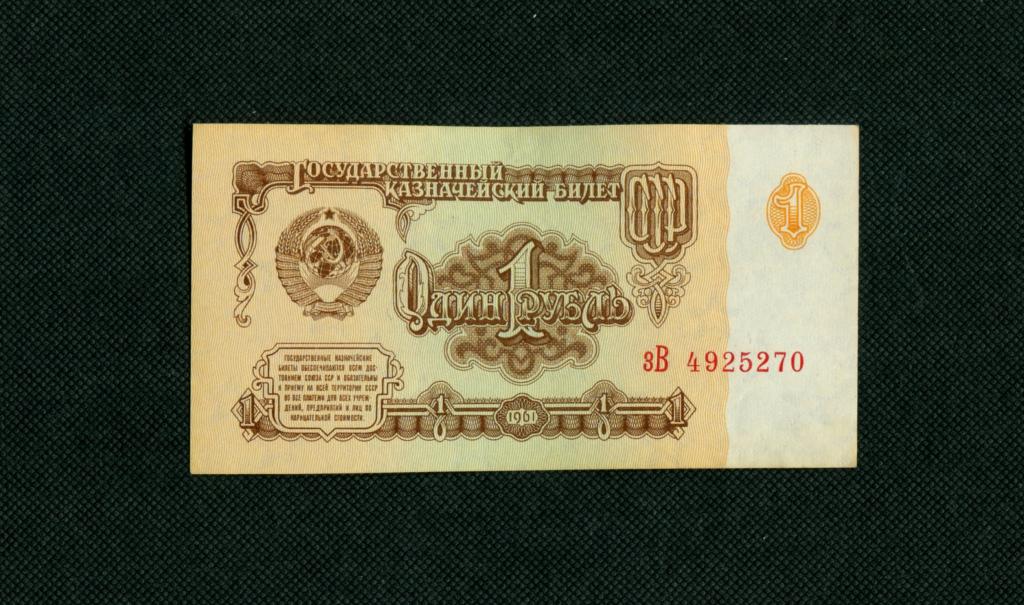 ГОСУДАРСТВЕННЫЙ
КАЗНАЧЕЙСКИЙ БИЛЕТ
1
ОДИН 1 РУБЛЬ
зВ 4925270
ГОСУДАРСТВЕННЫЕ КАЗНАЧЕЙСКИЕ
БИЛЕТЫ ОБЕСПЕЧИВАЮТСЯ ВСЕМ ДОС-
ТОЯНИЕМ СОЮЗА ССР И ОБЯЗАТЕЛЬНЫ
К ПРИЕМУ НА ВСЕЙ ТЕРРИТОРИИ СССР
ВО ВСЕ ПЛАТЕЖИ ДЛЯ ВСЕХ УЧРЕЖ-
ДЕНИЙ, ПРЕДПРИЯТИЙ И ЛИЦ ПО
НАРИЦАТЕЛЬНОЙ СТОИМОСТИ.
1 1 1961 1 1